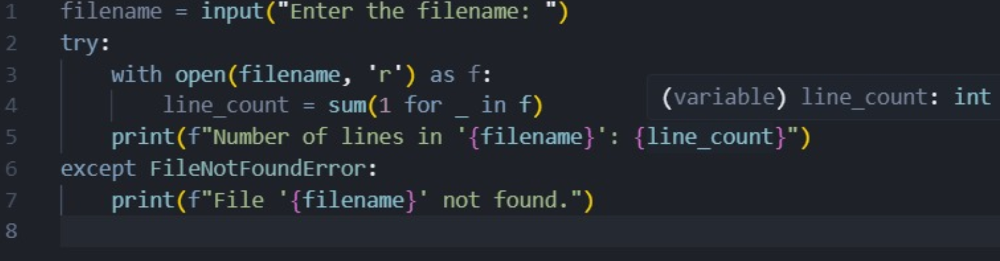 1 filename = input("Enter the filename: ")
2 try:
3     with open(filename, 'r') as f:
4         line_count = sum(1 for _ in f)
(variable) line_count: int
5     print(f"Number of lines in '{filename}': {line_count}")
6 except FileNotFoundError:
7     print(f"File '{filename}' not found.")
8